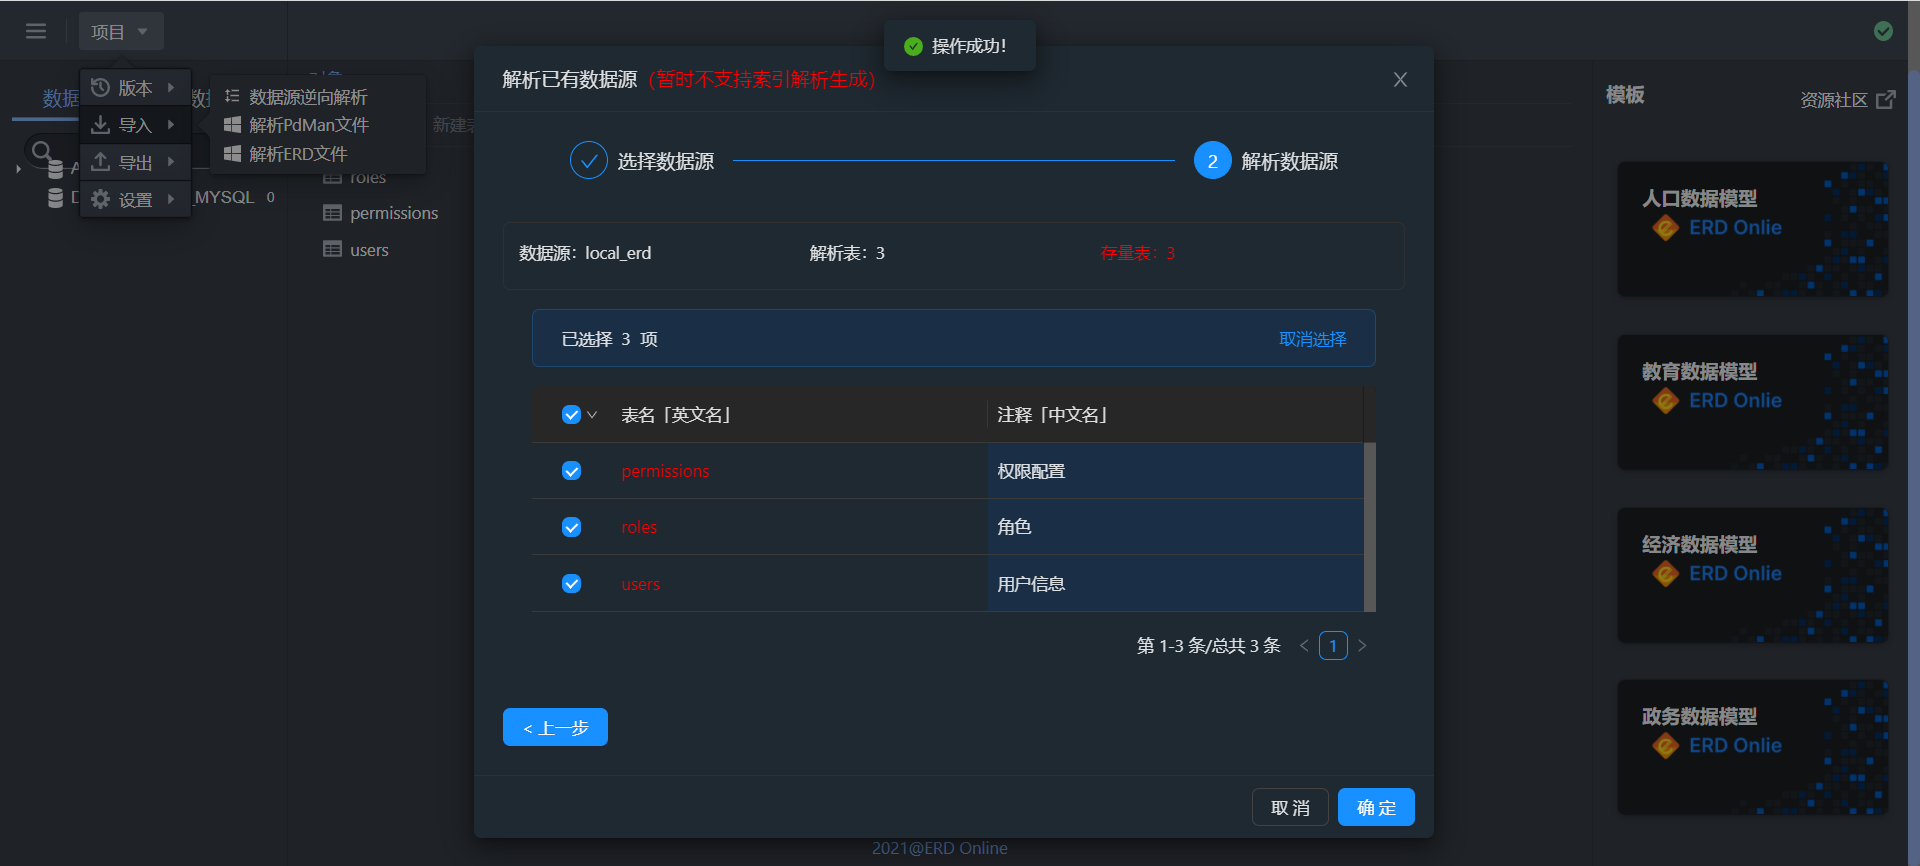 项目
操作成功!
版本
导入
导出
设置
数据源逆向解析
解析PdMan文件
解析ERD文件
数据
新建表
MYSQL 0
roles
permissions
users
解析已有数据源 (暂时不支持索引解析生成)
选择数据源
2 解析数据源
数据源: local_erd 解析表: 3 存量表: 3
已选择 3 项 取消选择
表名「英文名」 注释「中文名」
permissions 权限配置
roles 角色
users 用户信息
第 1-3 条/总共 3 条 < 1 >
< 上一步
取 消 确 定
2021@ERD Online
模板 资源社区
人口数据模型
ERD Onlie
教育数据模型
ERD Onlie
经济数据模型
ERD Onlie
政务数据模型
ERD Onlie